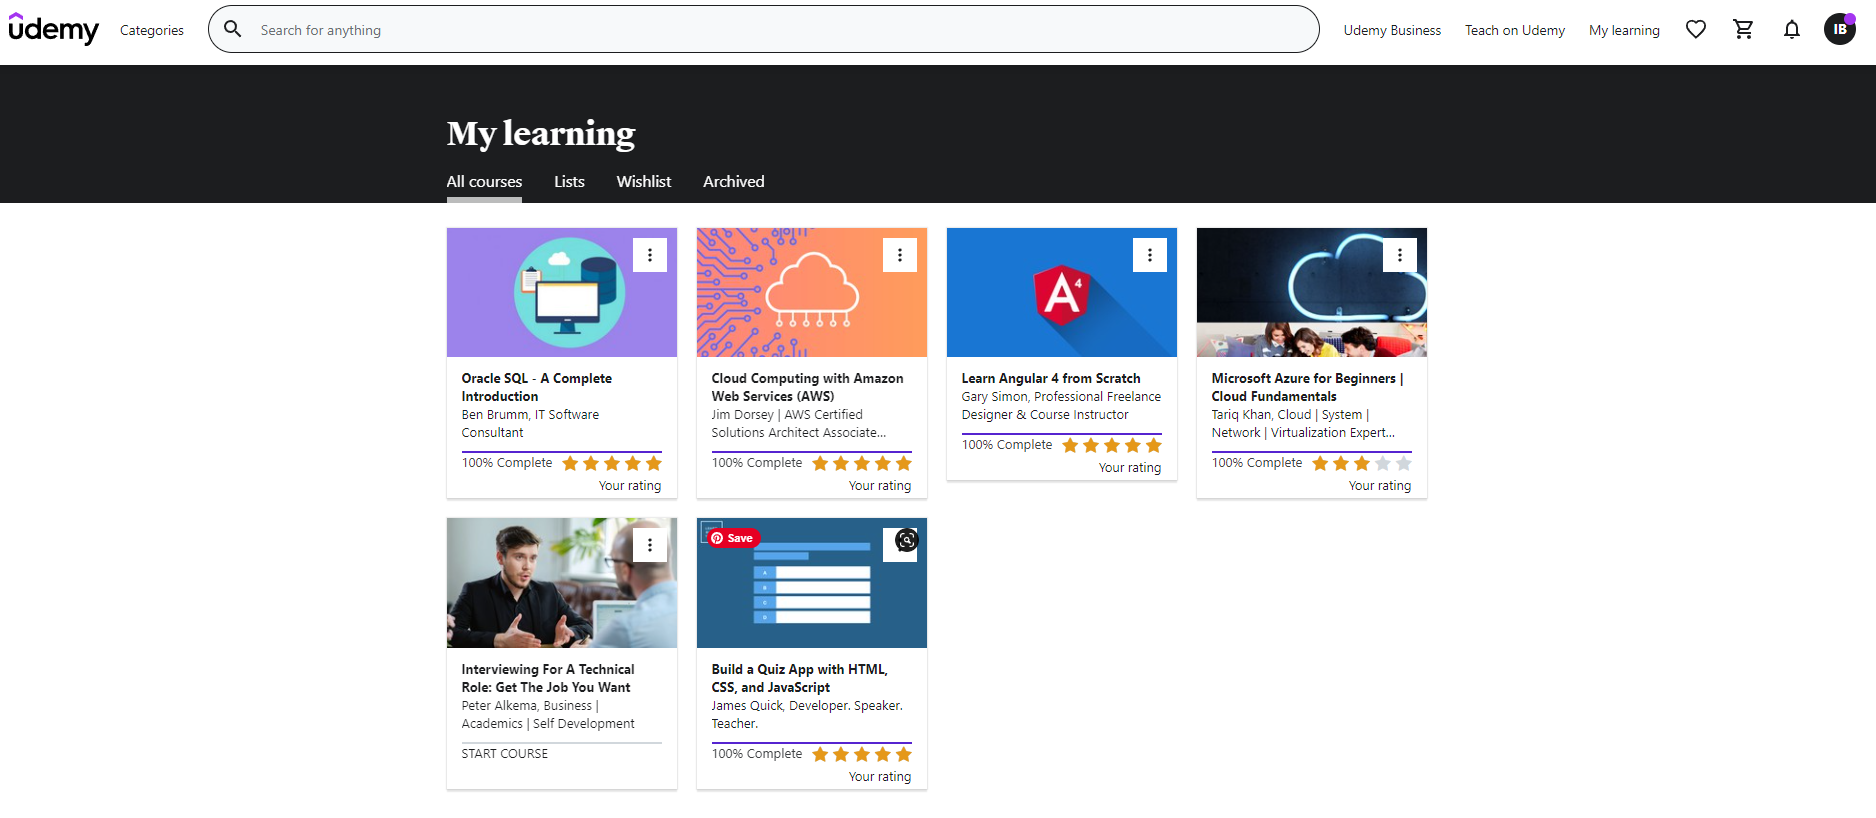 udemy
Categories
Search for anything
Udemy Business
Teach on Udemy
My learning
IB
My learning
All courses
Lists
Wishlist
Archived
Oracle SQL - A Complete
Introduction
Ben Brumm, IT Software
Consultant
100% Complete
Your rating
Cloud Computing with Amazon
Web Services (AWS)
Jim Dorsey | AWS Certified
Solutions Architect Associate...
100% Complete
Your rating
A4
Learn Angular 4 from Scratch
Gary Simon, Professional Freelance
Designer & Course Instructor
100% Complete
Your rating
Microsoft Azure for Beginners |
Cloud Fundamentals
Tariq Khan, Cloud | System |
Network | Virtualization Expert...
100% Complete
Your rating
Interviewing For A Technical
Role: Get The Job You Want
Peter Alkema, Business |
Academics | Self Development
START COURSE
Save
A
B
C
D
Build a Quiz App with HTML,
CSS, and JavaScript
James Quick, Developer. Speaker.
Teacher.
100% Complete
Your rating